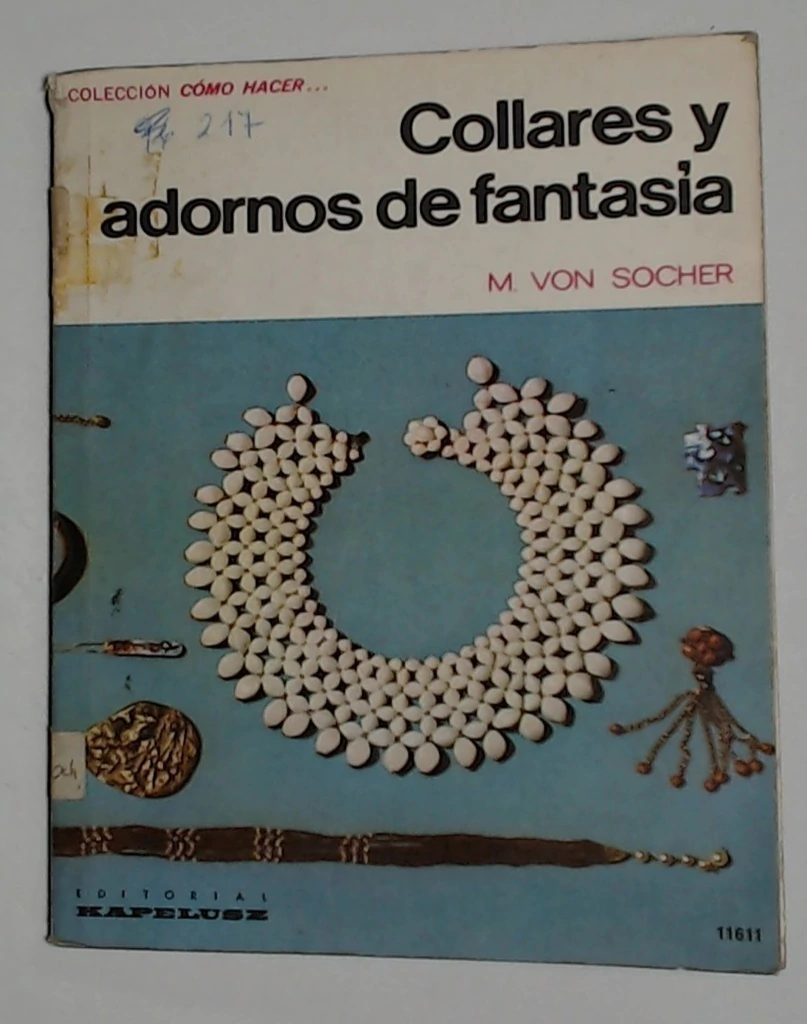 COLECCIÓN CÓMO HACER...
217
Collares y
adornos de fantasía
M. VON SOCHER
EDITORIAL
KAPELUSZ
11611